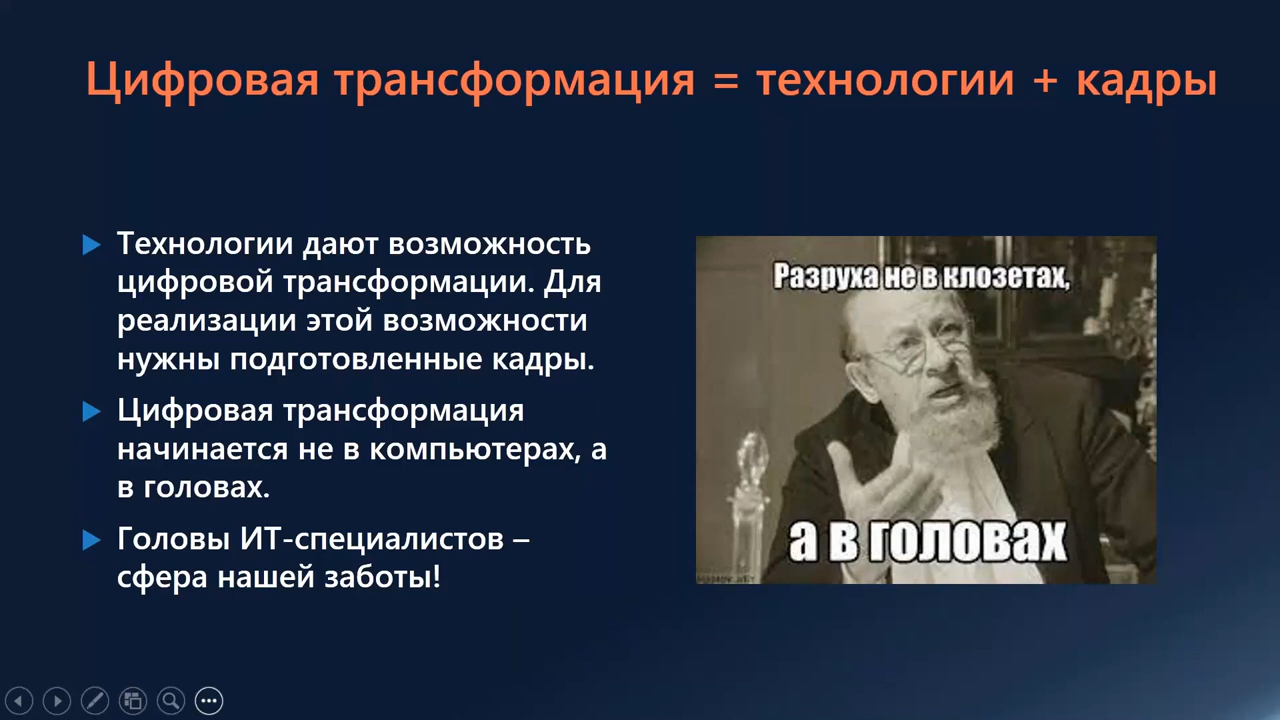 Цифровая трансформация = технологии + кадры
Технологии дают возможность
цифровой трансформации. Для
реализации этой возможности
нужны подготовленные кадры.
Цифровая трансформация
начинается не в компьютерах, а
в головах.
Головы ИТ-специалистов –
сфера нашей заботы!
Разруха не в клозетах,
а в головах